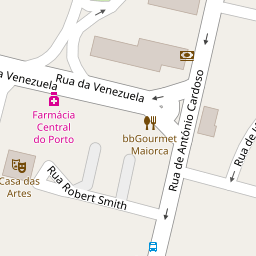 Rua da Venezuela
a Venezuela
Farmácia
Central
do Porto
bbGourmet
Maiorca
Rua de António Cardoso
Casa das
Artes
Rua Robert Smith
Rua de